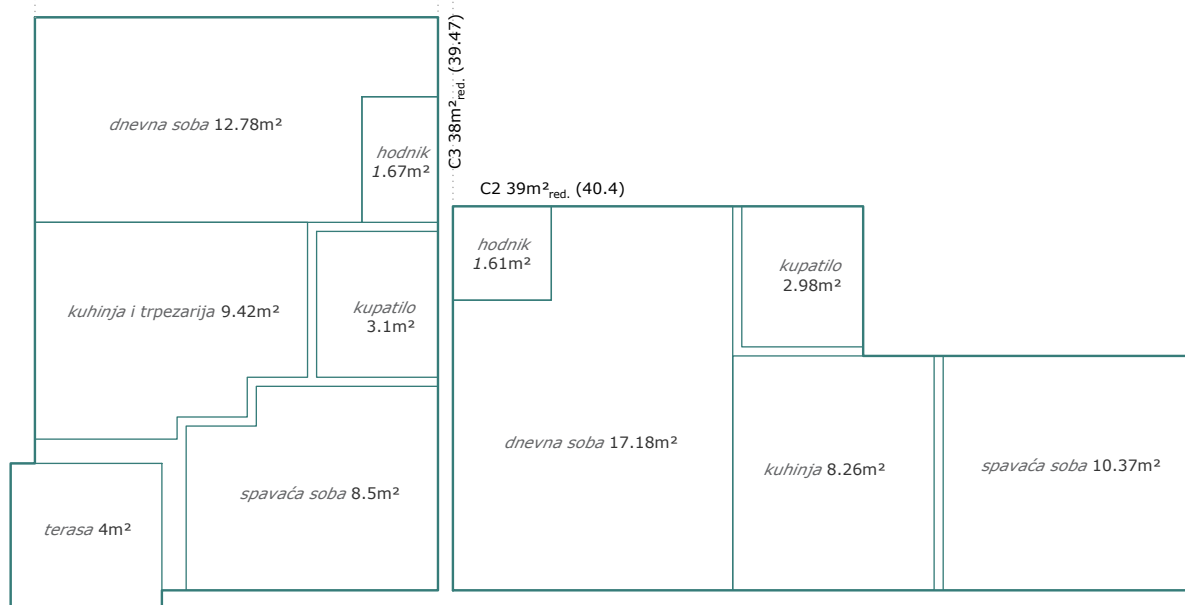 dnevna soba 12.78m²
hodnik
1.67m²
kuhinja i trpezarija 9.42m²
kupatilo
3.1m²
spavaća soba 8.5m²
terasa 4m²
C3 38m²red. (39.47)
C2 39m²red. (40.4)
hodnik
1.61m²
kupatilo
2.98m²
dnevna soba 17.18m²
kuhinja 8.26m²
spavaća soba 10.37m²